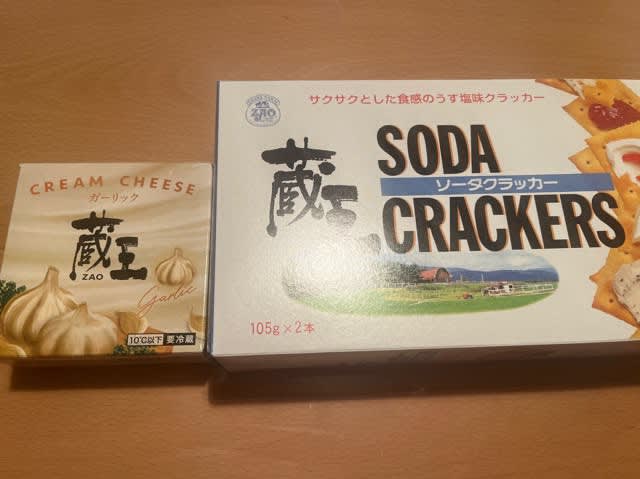 CREAM CHEESE
ガーリック
蔵王
ZAO
Garlic
10℃以下 要冷蔵
ZAO
サクサクとした食感のうす塩味クラッカー
蔵王
SODA
ソータクラッカー
CRACKERS
105g×2本